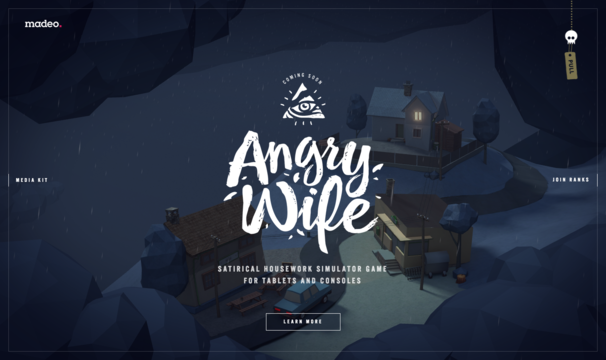 madeo.
PULL
COMING SOON
Angry
Wife
MEDIA KIT
JOIN RANKS
SATIRICAL HOUSEWORK SIMULATOR GAME
FOR TABLETS AND CONSOLES
LEARN MORE